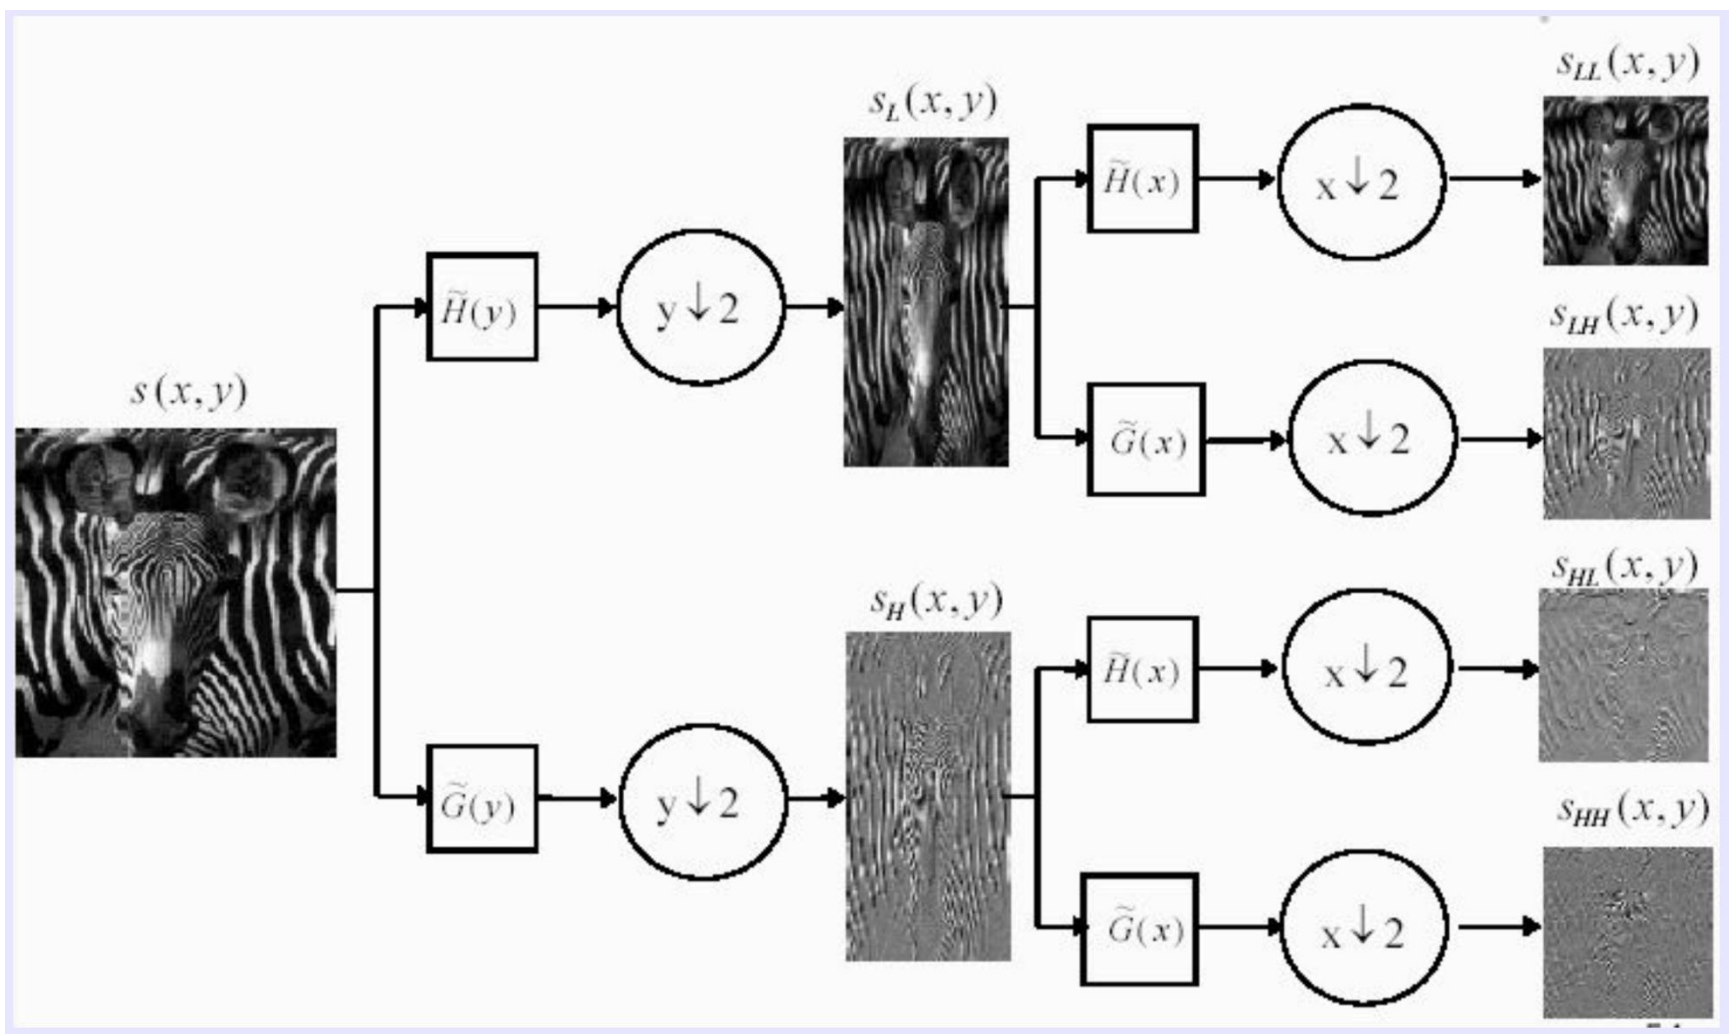 s(x, y)
H̃(y)
y↓2
s_L(x, y)
H̃(x)
x↓2
s_LL(x, y)
G̃(x)
x↓2
s_LH(x, y)
G̃(y)
y↓2
s_H(x, y)
H̃(x)
x↓2
s_HL(x, y)
G̃(x)
x↓2
s_HH(x, y)